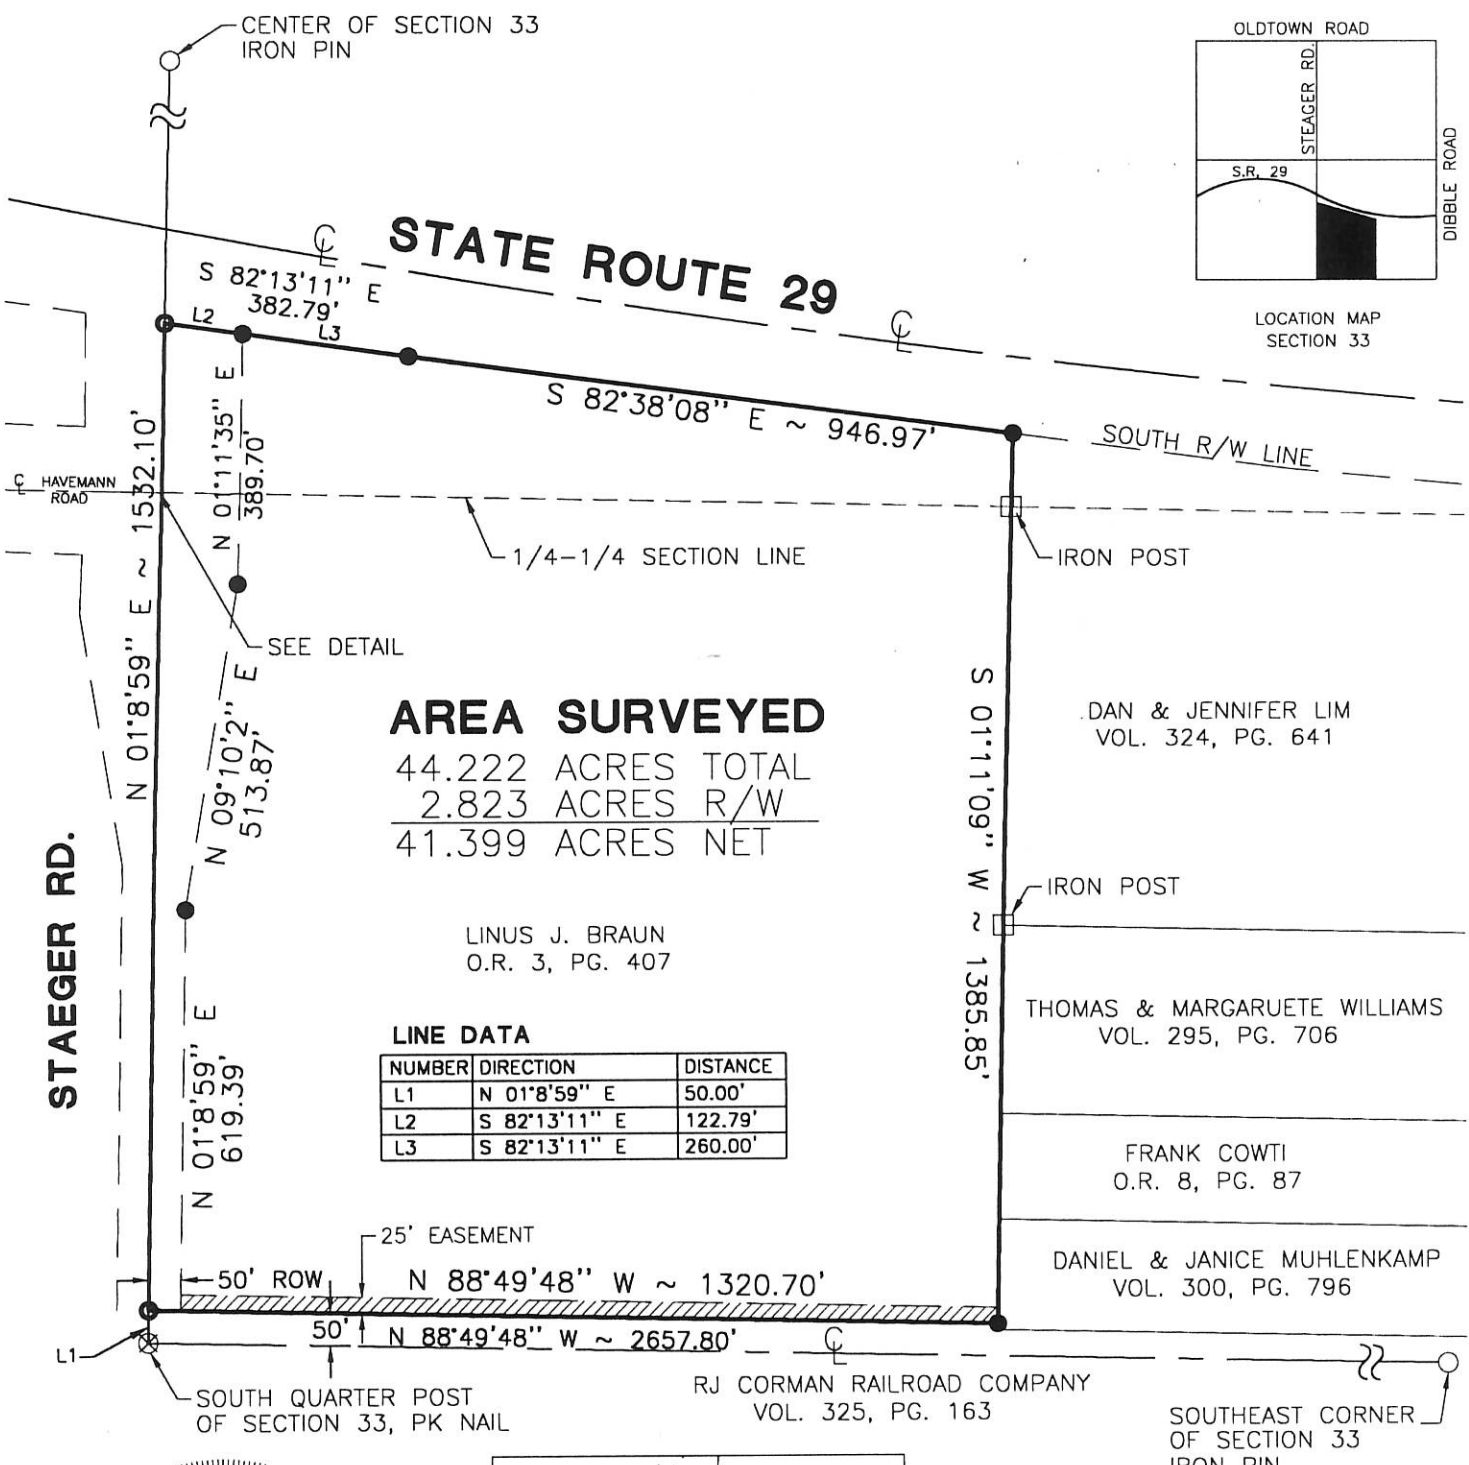 CENTER OF SECTION 33
IRON PIN
OLDTOWN ROAD
STEAGER RD.
S.R. 29
DIBBLE ROAD
LOCATION MAP
SECTION 33
STATE ROUTE 29
S 82°13'11" E
382.79'
L2
L3
S 82°38'08" E ~ 946.97'
SOUTH R/W LINE
N 01°11'35" E
389.70'
HAVEMANN
ROAD
1/4-1/4 SECTION LINE
IRON POST
N 01°8'59" E ~ 1532.10'
SEE DETAIL
N 09°10'2" E
513.87'
AREA SURVEYED
44.222 ACRES TOTAL
2.823 ACRES R/W
41.399 ACRES NET
S 01°11'09" W ~ 1385.85'
DAN & JENNIFER LIM
VOL. 324, PG. 641
STAEGER RD.
IRON POST
LINUS J. BRAUN
O.R. 3, PG. 407
THOMAS & MARGARUETE WILLIAMS
VOL. 295, PG. 706
N 01°8'59" E
619.39'
LINE DATA
NUMBER DIRECTION DISTANCE
L1 N 01°8'59" E 50.00'
L2 S 82°13'11" E 122.79'
L3 S 82°13'11" E 260.00'
FRANK COWTI
O.R. 8, PG. 87
25' EASEMENT
DANIEL & JANICE MUHLENKAMP
VOL. 300, PG. 796
50' ROW
N 88°49'48" W ~ 1320.70'
50'
N 88°49'48" W ~ 2657.80'
L1
SOUTH QUARTER POST
OF SECTION 33, PK NAIL
RJ CORMAN RAILROAD COMPANY
VOL. 325, PG. 163
SOUTHEAST CORNER
OF SECTION 33
IRON PIN